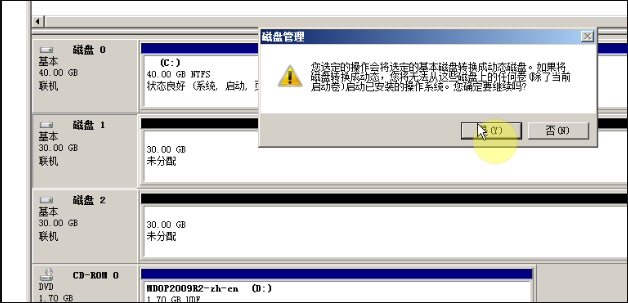 磁盘管理
您选定的操作会将选定的基本磁盘转换成动态磁盘。如果将
磁盘转换成动态，您将无法从这些磁盘上的任何卷(除了当前
启动卷)启动已安装的操作系统。您确定要继续吗?
(Y)
否(N)
磁盘 0
基本
40.00 GB
联机
(C:)
40.00 GB NTFS
状态良好 (系统, 启动, 页
磁盘 1
基本
30.00 GB
联机
30.00 GB
未分配
磁盘 2
基本
30.00 GB
联机
30.00 GB
未分配
CD-ROM 0
DVD
1.70 GB
MDOP2009R2-zh-cn (D:)
1.70 GB UDF